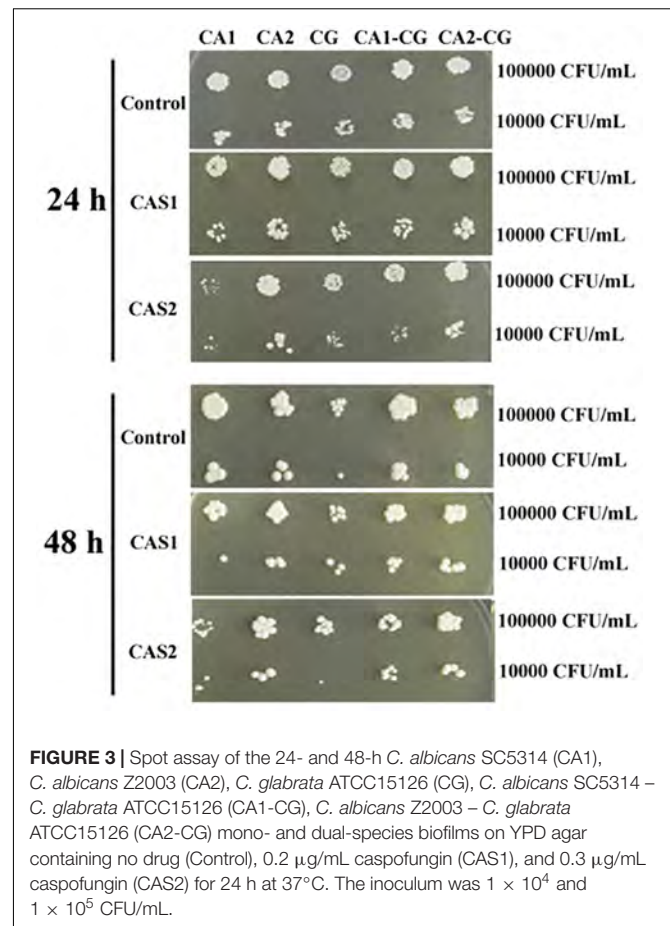 CA1 CA2 CG CA1-CG CA2-CG
24 h
Control
100000 CFU/mL
10000 CFU/mL
CAS1
100000 CFU/mL
10000 CFU/mL
CAS2
100000 CFU/mL
10000 CFU/mL
48 h
Control
100000 CFU/mL
10000 CFU/mL
CAS1
100000 CFU/mL
10000 CFU/mL
CAS2
100000 CFU/mL
10000 CFU/mL
FIGURE 3 | Spot assay of the 24- and 48-h C. albicans SC5314 (CA1),
C. albicans Z2003 (CA2), C. glabrata ATCC15126 (CG), C. albicans SC5314 –
C. glabrata ATCC15126 (CA1-CG), C. albicans Z2003 – C. glabrata
ATCC15126 (CA2-CG) mono- and dual-species biofilms on YPD agar
containing no drug (Control), 0.2 μg/mL caspofungin (CAS1), and 0.3 μg/mL
caspofungin (CAS2) for 24 h at 37°C. The inoculum was 1 × 10⁴ and
1 × 10⁵ CFU/mL.